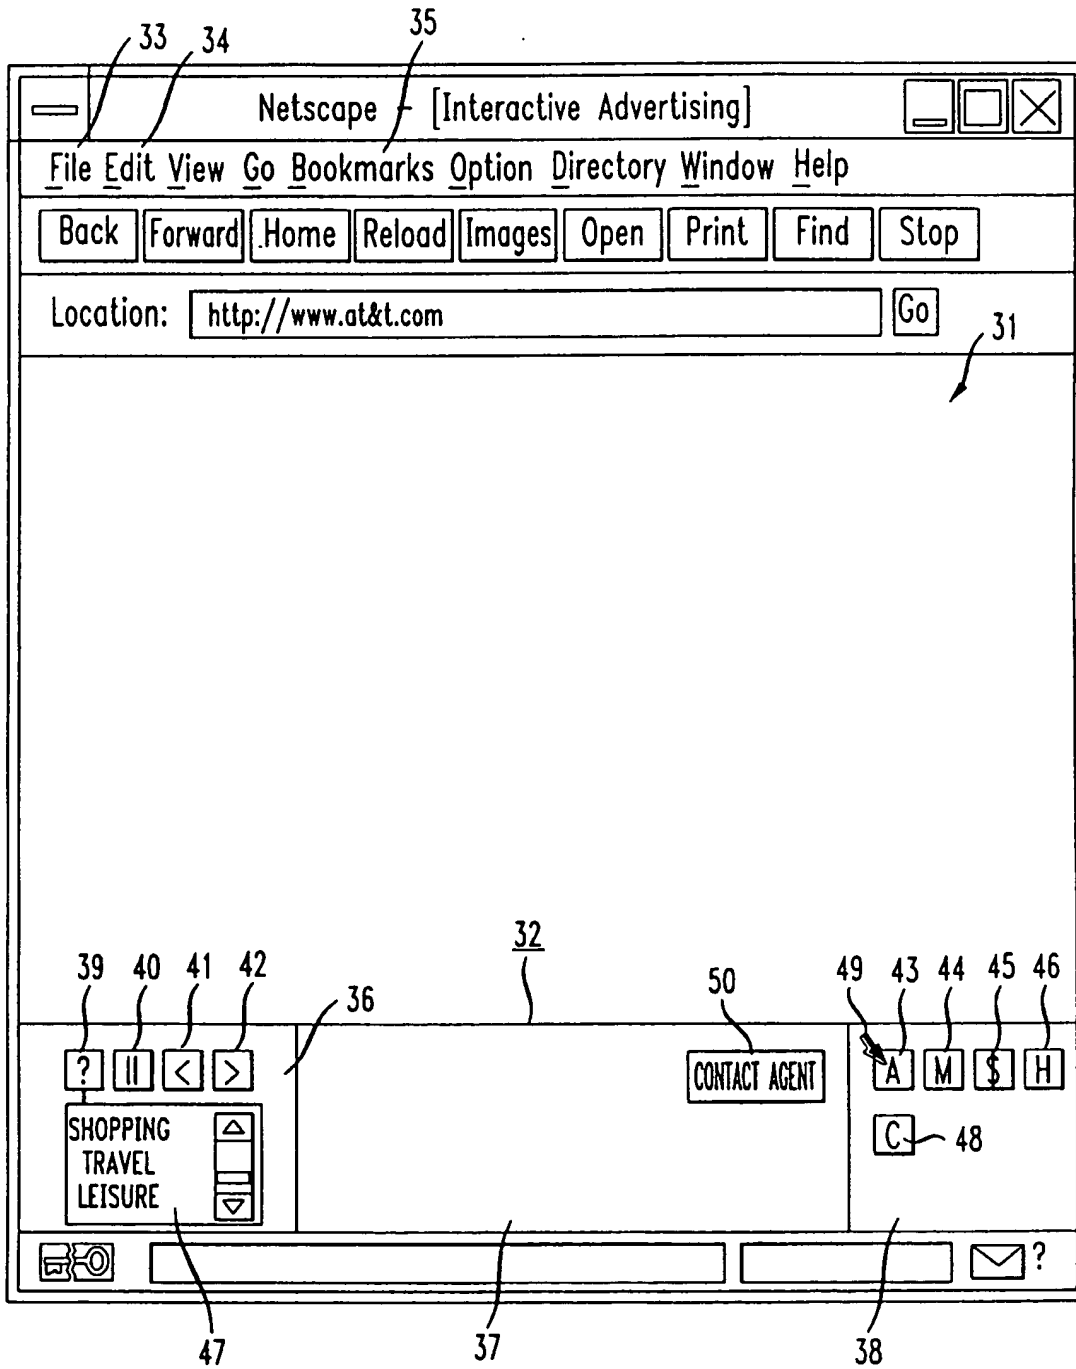 33 34 35
Netscape - [Interactive Advertising]
File Edit View Go Bookmarks Option Directory Window Help
Back Forward Home Reload Images Open Print Find Stop
Location: http://www.at&t.com Go
31
32
39 40 41 42 36 50 49 43 44 45 46
? || < > CONTACT AGENT A M $ H
SHOPPING C 48
TRAVEL
LEISURE
?
47 37 38